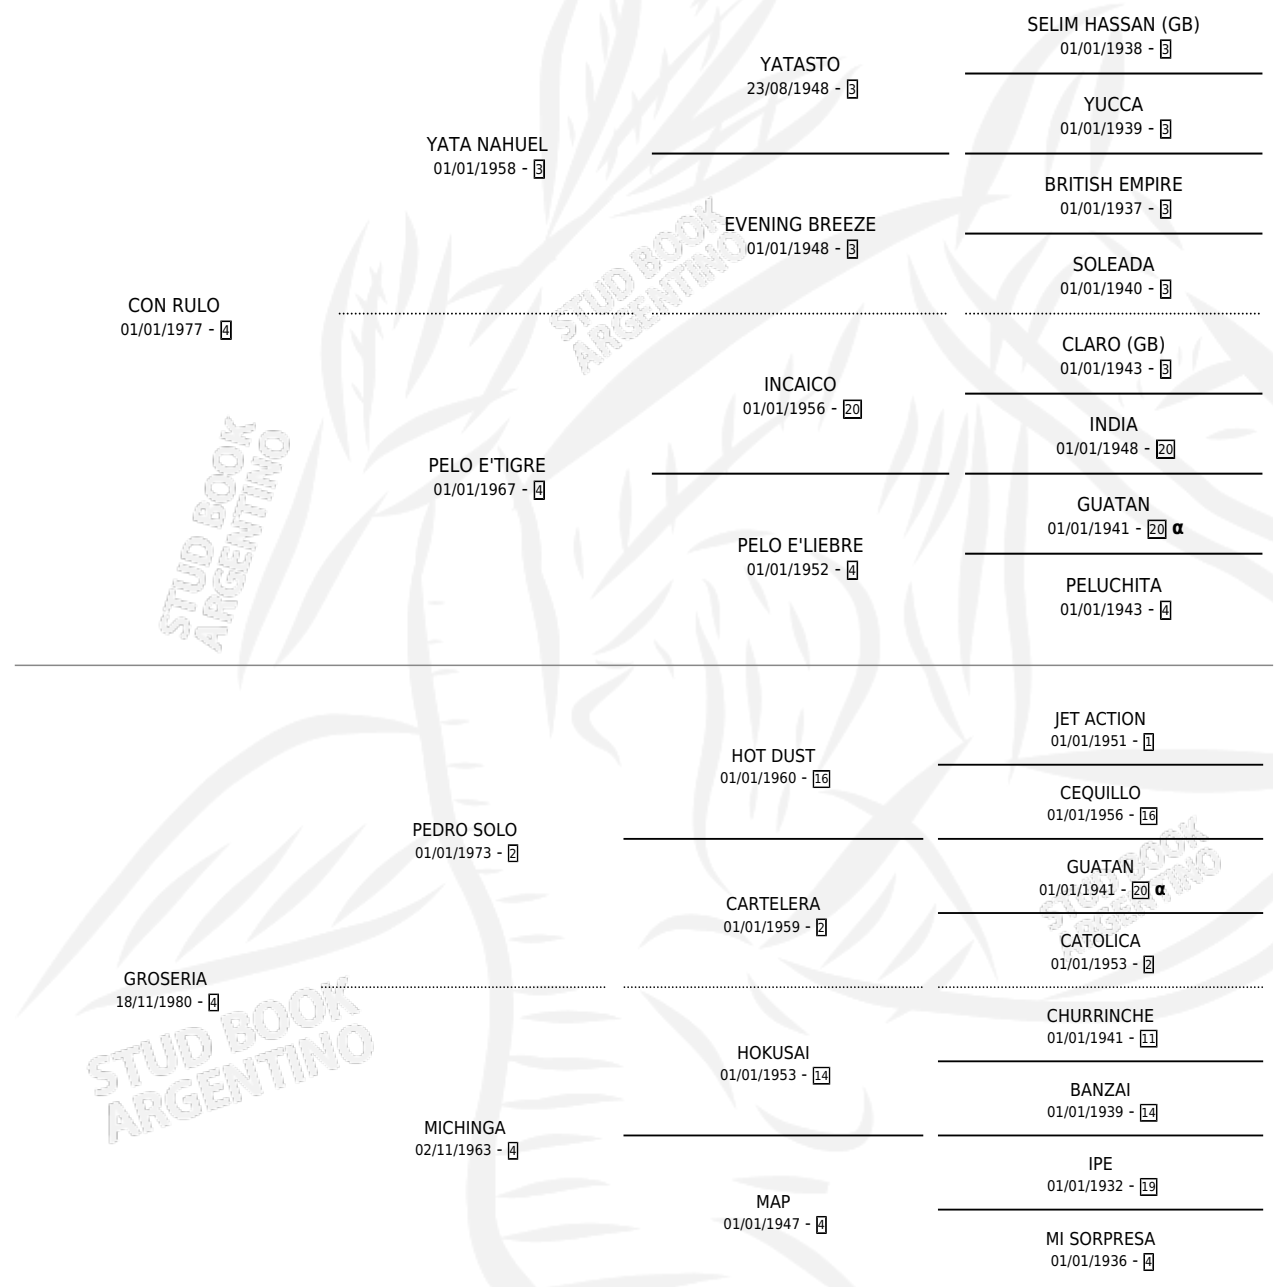 SELIM HASSAN (GB)
01/01/1938 - 3
YATASTO
23/08/1948 - 3
YUCCA
01/01/1939 - 3
YATA NAHUEL
01/01/1958 - 3
BRITISH EMPIRE
01/01/1937 - 3
EVENING BREEZE
01/01/1948 - 3
SOLEADA
01/01/1940 - 3
CON RULO
01/01/1977 - 4
CLARO (GB)
01/01/1943 - 3
INCAICO
01/01/1956 - 20
INDIA
01/01/1948 - 20
PELO E'TIGRE
01/01/1967 - 4
GUATAN
01/01/1941 - 20 α
PELO E'LIEBRE
01/01/1952 - 4
PELUCHITA
01/01/1943 - 4
JET ACTION
01/01/1951 - 1
HOT DUST
01/01/1960 - 16
CEQUILLO
01/01/1956 - 16
PEDRO SOLO
01/01/1973 - 2
GUATAN
01/01/1941 - 20 α
CARTELERA
01/01/1959 - 2
CATOLICA
01/01/1953 - 2
GROSERIA
18/11/1980 - 4
CHURRINCHE
01/01/1941 - 11
HOKUSAI
01/01/1953 - 14
BANZAI
01/01/1939 - 14
MICHINGA
02/11/1963 - 4
IPE
01/01/1932 - 19
MAP
01/01/1947 - 4
MI SORPRESA
01/01/1936 - 4
STUD BOOK
ARGENTINO
STUD BOOK
ARGENTINO
STUD BOOK
ARGENTINO
STUD BOOK
ARGENTINO